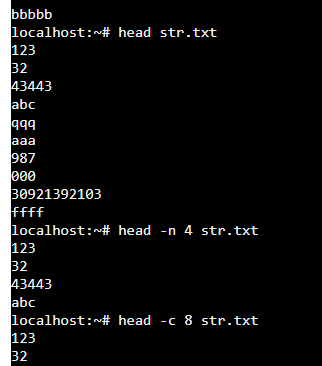 bbbbb
localhost:~# head str.txt
123
32
43443
abc
qqq
aaa
987
000
30921392103
ffff
localhost:~# head -n 4 str.txt
123
32
43443
abc
localhost:~# head -c 8 str.txt
123
32